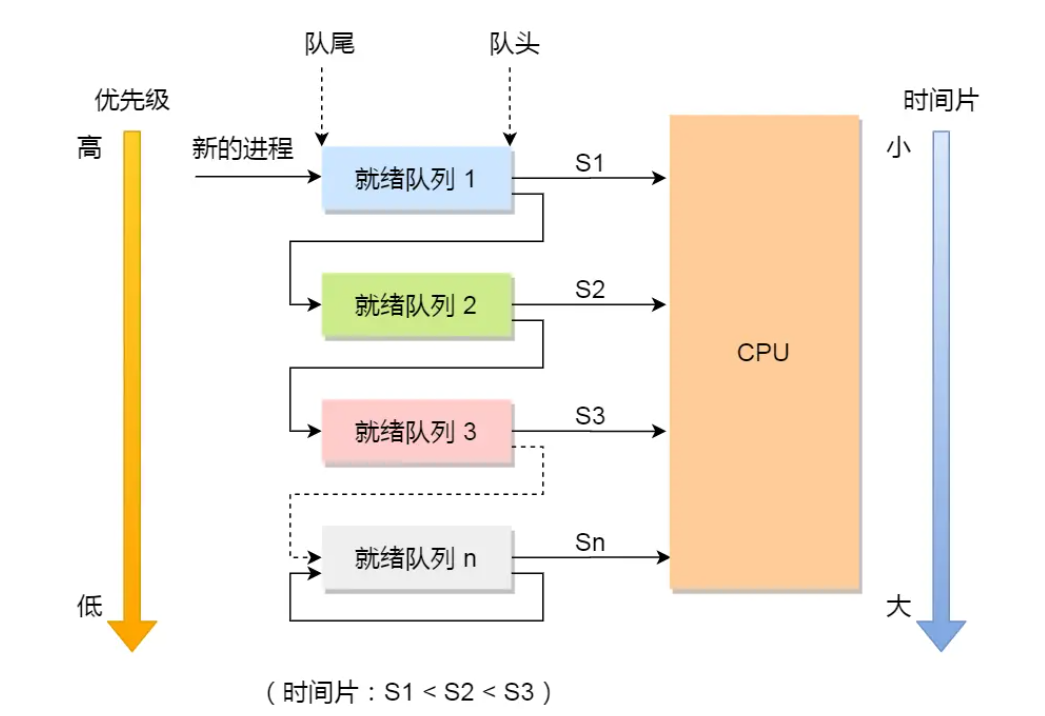 队尾
队头
优先级
时间片
高
新的进程
小
就绪队列 1
S1
就绪队列 2
S2
CPU
就绪队列 3
S3
就绪队列 n
Sn
低
大
（时间片：S1 < S2 < S3）